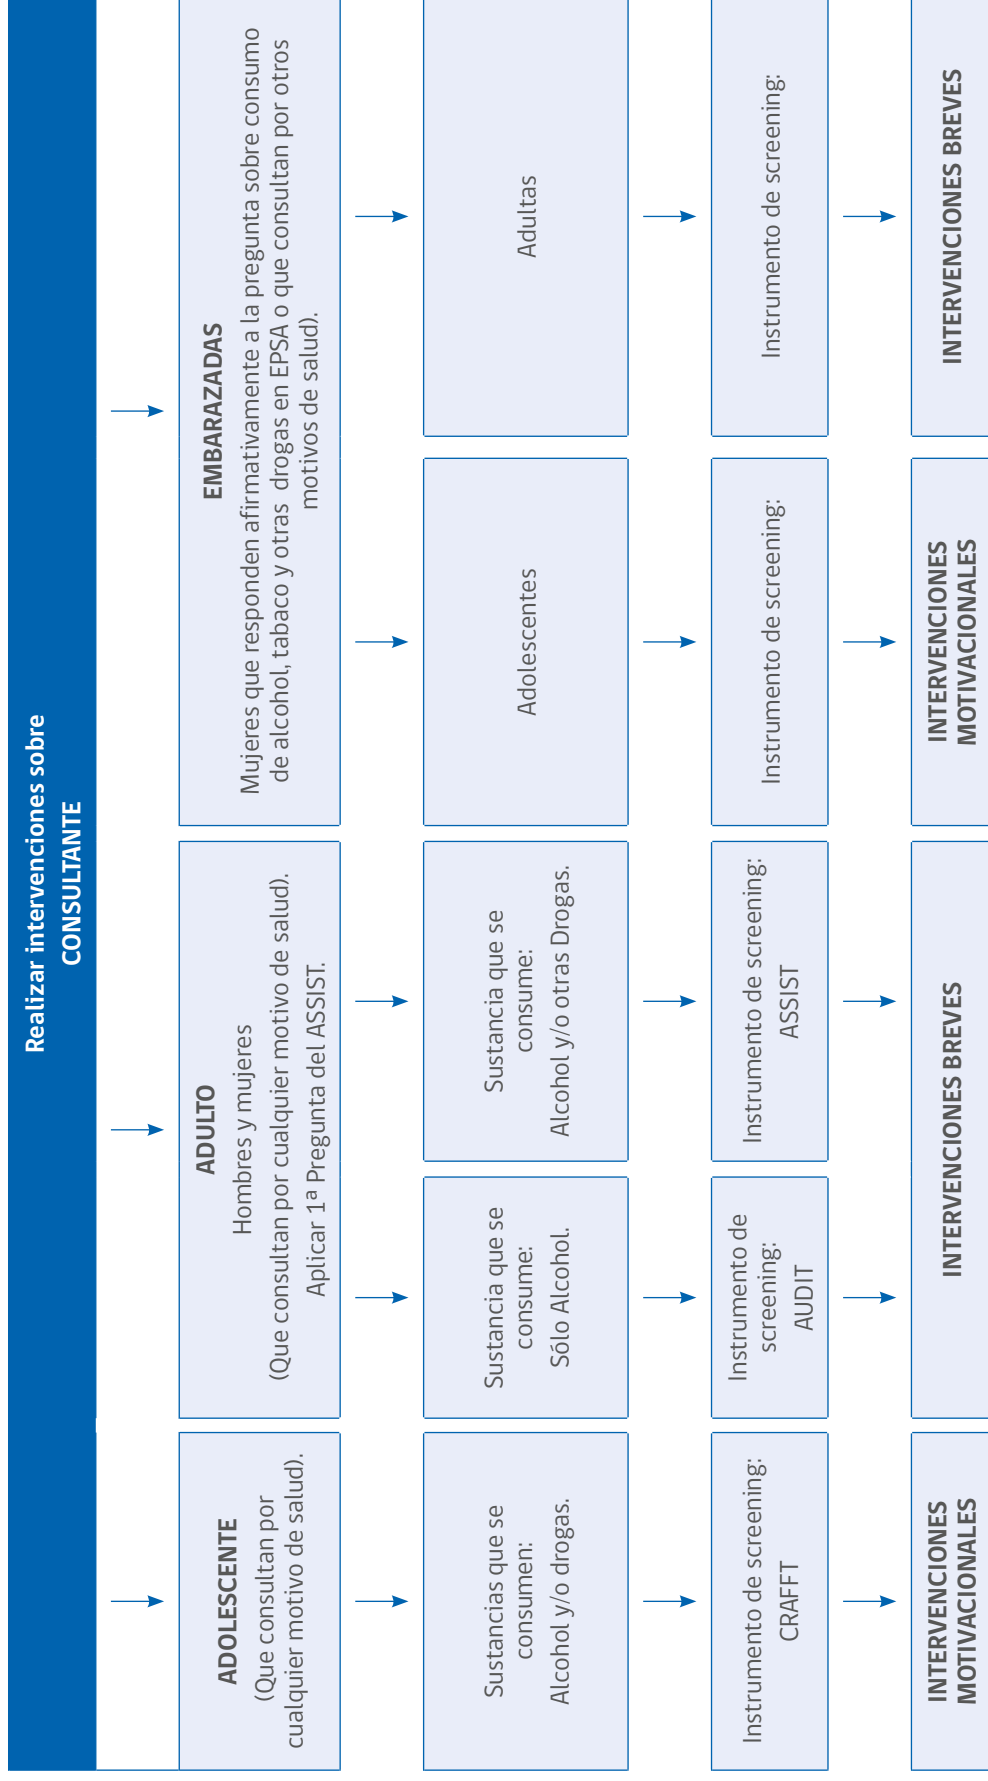 Realizar intervenciones sobre
CONSULTANTE
ADOLESCENTE
(Que consultan por
cualquier motivo de salud).
ADULTO
Hombres y mujeres
(Que consultan por cualquier motivo de salud).
Aplicar 1ª Pregunta del ASSIST.
EMBARAZADAS
Mujeres que responden afirmativamente a la pregunta sobre consumo
de alcohol, tabaco y otras drogas en EPSA o que consultan por otros
motivos de salud).
Sustancias que se
consumen:
Alcohol y/o drogas.
Sustancia que se
consume:
Sólo Alcohol.
Sustancia que se
consume:
Alcohol y/o otras Drogas.
Adolescentes
Adultas
Instrumento de screening:
CRAFFT
Instrumento de
screening:
AUDIT
Instrumento de screening:
ASSIST
Instrumento de screening:
Instrumento de screening:
INTERVENCIONES
MOTIVACIONALES
INTERVENCIONES BREVES
INTERVENCIONES
MOTIVACIONALES
INTERVENCIONES BREVES